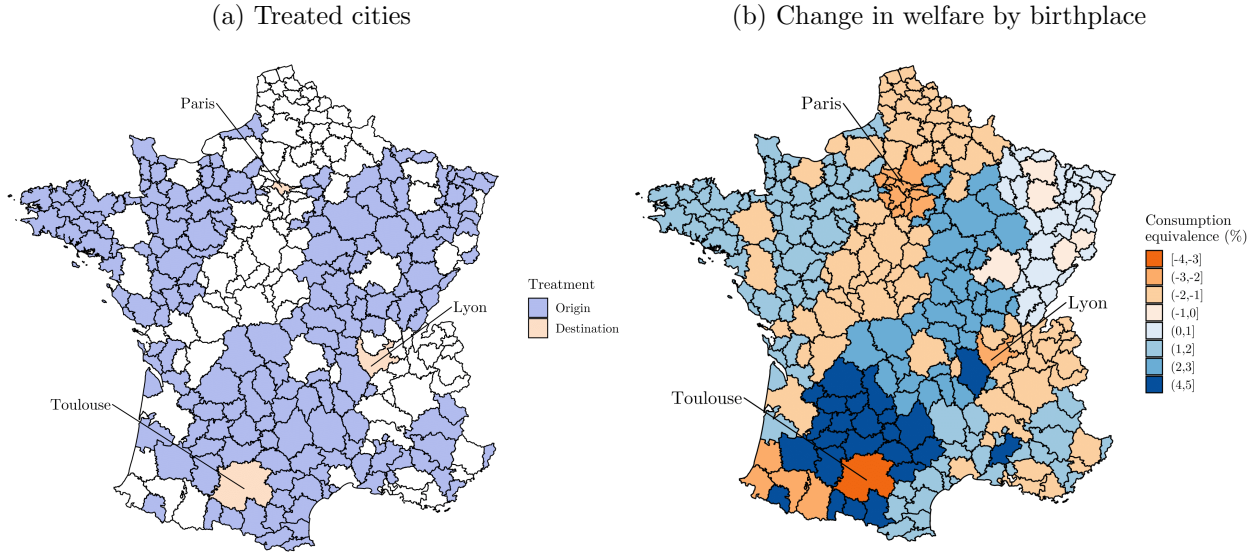 (a) Treated cities
Paris
Lyon
Toulouse
Treatment
Origin
Destination
(b) Change in welfare by birthplace
Paris
Lyon
Toulouse
Consumption
equivalence (%)
[-4,-3]
(-3,-2]
(-2,-1]
(-1,0]
(0,1]
(1,2]
(2,3]
(4,5]